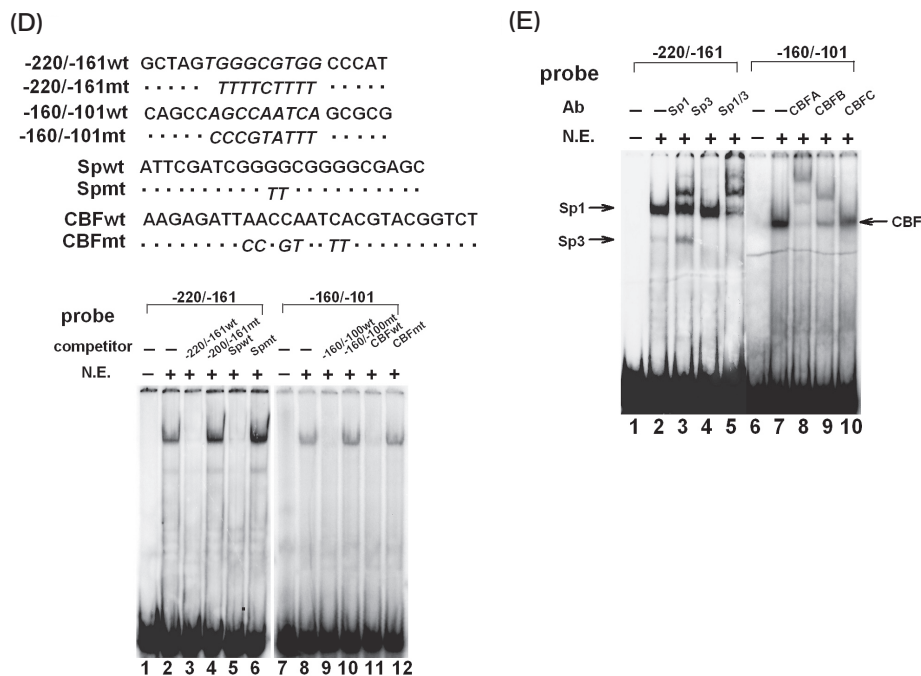 (D)
-220/-161wt GCTAGTGGGCGTGG CCCAT
-220/-161mt ····· TTTTCTTTT ·····
-160/-101wt CAGCCAGCCAATCA GCGCG
-160/-101mt ····· CCCGTATTT ·····
Spwt ATTCGATCGGGGCGGGGCGAGC
Spmt ··········TT··········
CBFwt AAGAGATTAACCAATCACGTACGGTCT
CBFmt ·········CC·GT··TT···········
-220/-161 -160/-101
probe
competitor – – -220/-161wt -200/-161mt Spwt Spmt – – -160/-100wt -160/-100mt CBFwt CBFmt
N.E. – + + + + + – + + + + +
1 2 3 4 5 6 7 8 9 10 11 12
(E)
-220/-161 -160/-101
probe
Ab – – Sp1 Sp3 Sp1/3 – – CBFA CBFB CBFC
N.E. – + + + + – + + + +
Sp1
CBF
Sp3
1 2 3 4 5 6 7 8 9 10